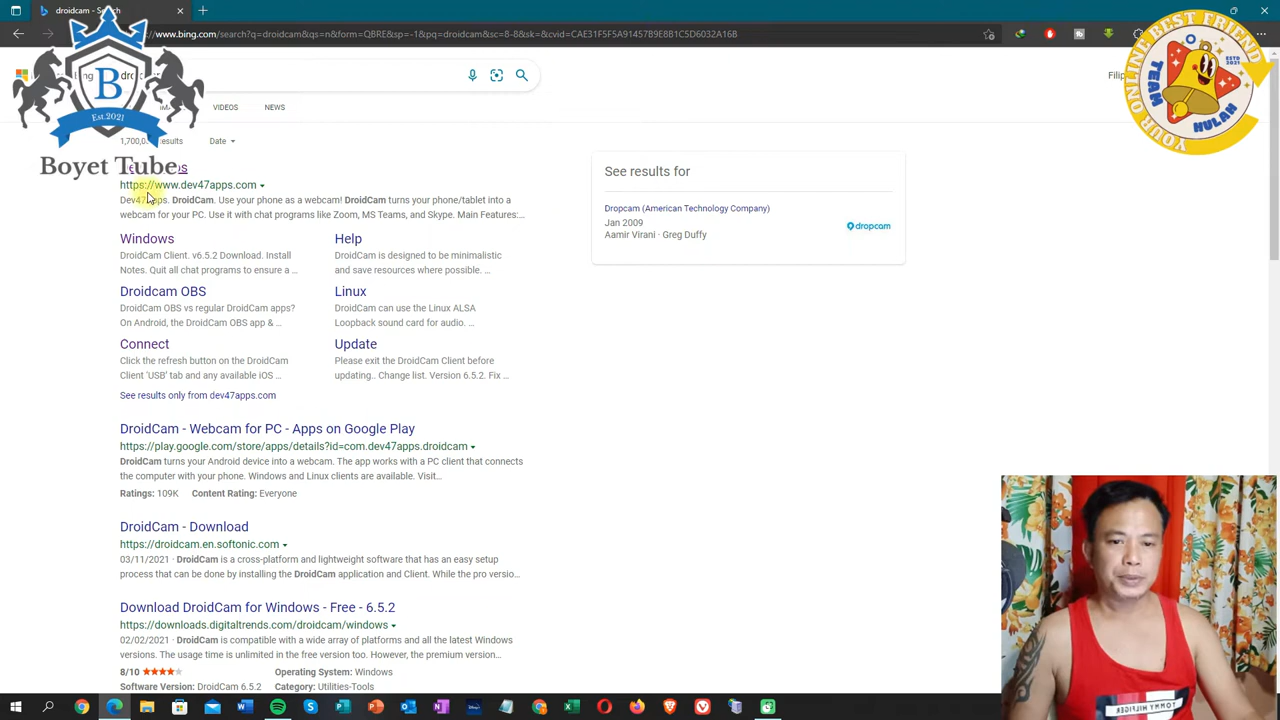 droidcam - Bing
www.bing.com/search?q=droidcam&qs=n&form=QBRE&sp=-1&pq=droidcam&sc=8-8&sk=&cvid=CAE31F5F5A91457B9E8B1C5D6032A16B
VIDEOS
NEWS
Date
B
Est.2021
Boyet Tube
YOUR ONLINE BEST FRIEND
ESTD
2021
TEAM
HULAH
https://www.dev47apps.com
DroidCam. Use your phone as a webcam! DroidCam turns your phone/tablet into a
webcam for your PC. Use it with chat programs like Zoom, MS Teams, and Skype. Main Features:…
Windows
DroidCam Client. v6.5.2 Download. Install
Notes. Quit all chat programs to ensure a …
Help
DroidCam is designed to be minimalistic
and save resources where possible. …
Droidcam OBS
DroidCam OBS vs regular DroidCam apps?
On Android, the DroidCam OBS app & …
Linux
DroidCam can use the Linux ALSA
Loopback sound card for audio. …
Connect
Click the refresh button on the DroidCam
Client 'USB' tab and any available iOS …
Update
Please exit the DroidCam Client before
updating.. Change list. Version 6.5.2. Fix …
See results only from dev47apps.com
DroidCam - Webcam for PC - Apps on Google Play
https://play.google.com/store/apps/details?id=com.dev47apps.droidcam
DroidCam turns your Android device into a webcam. The app works with a PC client that connects
the computer with your phone. Windows and Linux clients are available. Visit…
Ratings: 109K Content Rating: Everyone
DroidCam - Download
https://droidcam.en.softonic.com
03/11/2021 · DroidCam is a cross-platform and lightweight software that has an easy setup
process that can be done by installing the DroidCam application and Client. While the pro versio…
Download DroidCam for Windows - Free - 6.5.2
https://downloads.digitaltrends.com/droidcam/windows
02/02/2021 · DroidCam is compatible with a wide array of platforms and all the latest Windows
versions. The usage time is unlimited in the free version too. However, the premium version…
8/10 Operating System: Windows
Software Version: DroidCam 6.5.2 Category: Utilities-Tools
See results for
Dropcam (American Technology Company)
Jan 2009
Aamir Virani · Greg Duffy
dropcam
TOMMY HILFIGER